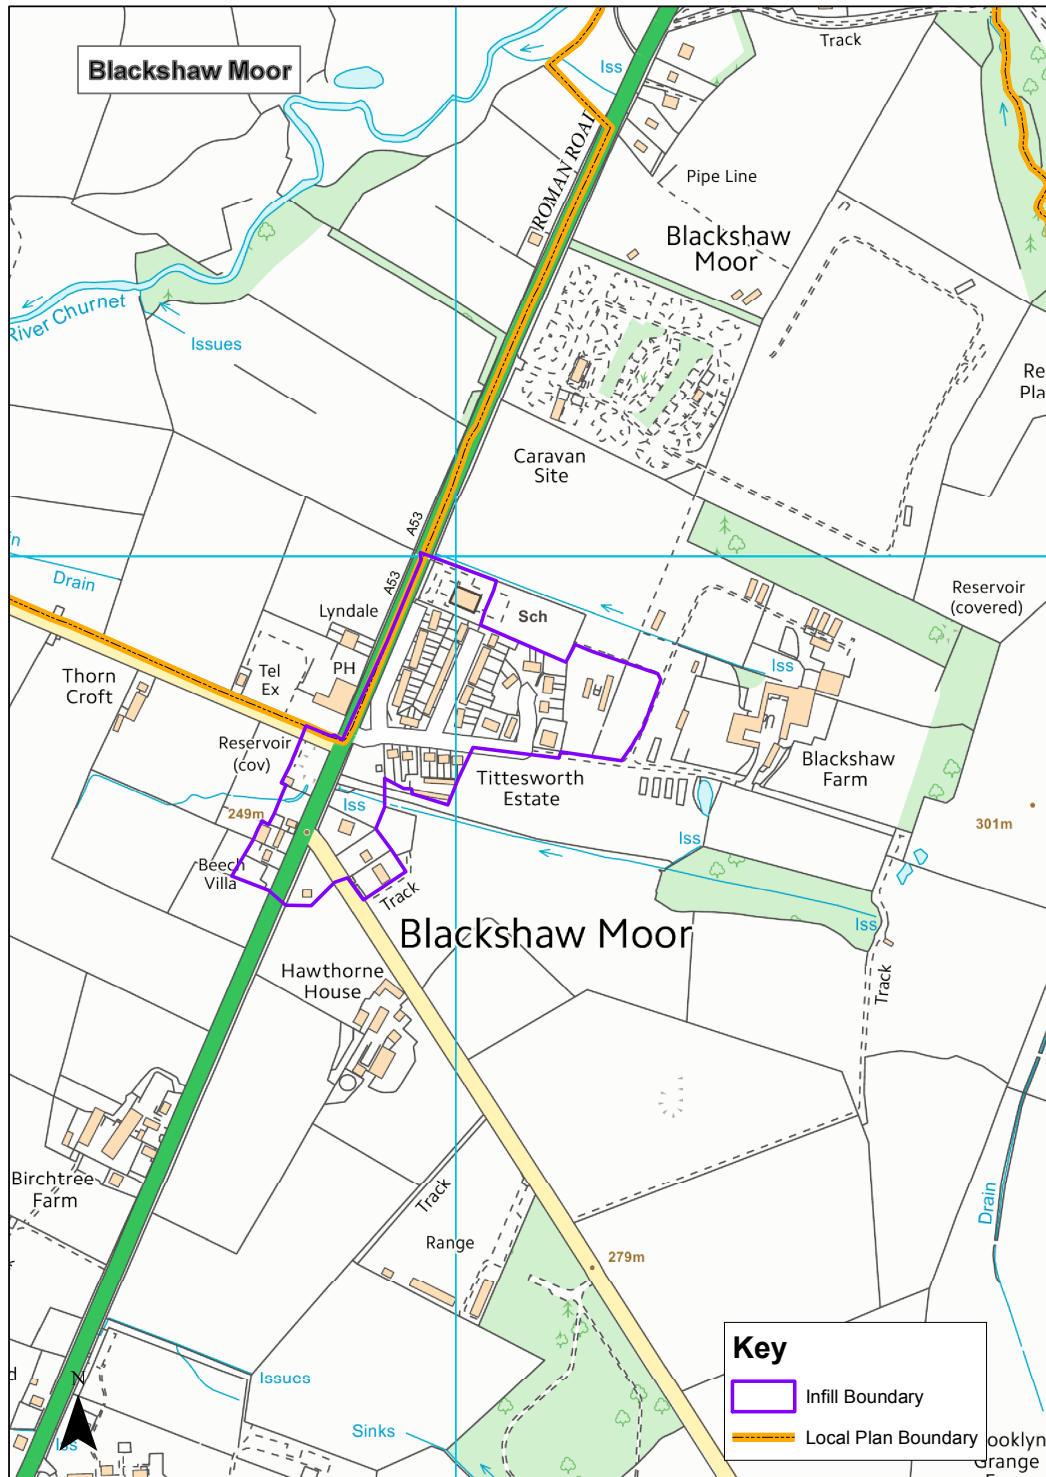 Blackshaw Moor
Track
Iss
ROMAN ROAD
Pipe Line
Blackshaw
Moor
River Churnet
Issues
Caravan
Site
A53
Drain
A53
Lyndale
PH
Tel
Ex
Sch
Iss
Reservoir
(covered)
Thorn
Croft
Reservoir
(cov)
Tittesworth
Estate
Blackshaw
Farm
Iss
249m
Iss
301m
Beech
Villa
Track
Iss
Blackshaw Moor
Hawthorne
House
Track
Birchtree
Farm
Track
Range
Drain
279m
Issues
N
Iss
Sinks
Key
Infill Boundary
Local Plan Boundary
ooklyn
Grange